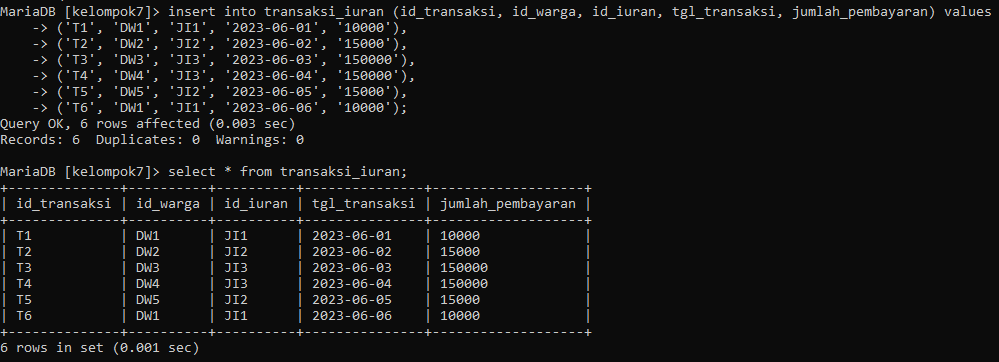 MariaDB [kelompok7]> insert into transaksi_iuran (id_transaksi, id_warga, id_iuran, tgl_transaksi, jumlah_pembayaran) values
    -> ('T1', 'DW1', 'JI1', '2023-06-01', '10000'),
    -> ('T2', 'DW2', 'JI2', '2023-06-02', '15000'),
    -> ('T3', 'DW3', 'JI3', '2023-06-03', '150000'),
    -> ('T4', 'DW4', 'JI3', '2023-06-04', '150000'),
    -> ('T5', 'DW5', 'JI2', '2023-06-05', '15000'),
    -> ('T6', 'DW1', 'JI1', '2023-06-06', '10000');
Query OK, 6 rows affected (0.003 sec)
Records: 6  Duplicates: 0  Warnings: 0

MariaDB [kelompok7]> select * from transaksi_iuran;
+--------------+----------+----------+---------------+-------------------+
| id_transaksi | id_warga | id_iuran | tgl_transaksi | jumlah_pembayaran |
+--------------+----------+----------+---------------+-------------------+
| T1           | DW1      | JI1      | 2023-06-01    | 10000             |
| T2           | DW2      | JI2      | 2023-06-02    | 15000             |
| T3           | DW3      | JI3      | 2023-06-03    | 150000            |
| T4           | DW4      | JI3      | 2023-06-04    | 150000            |
| T5           | DW5      | JI2      | 2023-06-05    | 15000             |
| T6           | DW1      | JI1      | 2023-06-06    | 10000             |
+--------------+----------+----------+---------------+-------------------+
6 rows in set (0.001 sec)